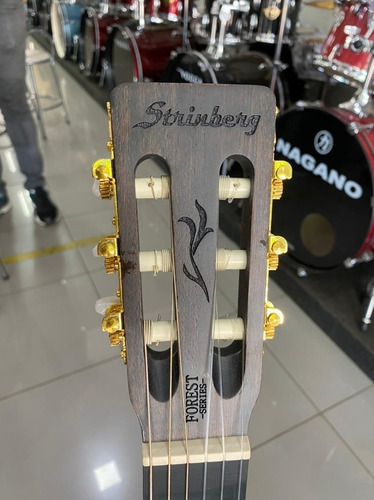 Strinberg
FOREST
-SERIES-
NAGANO